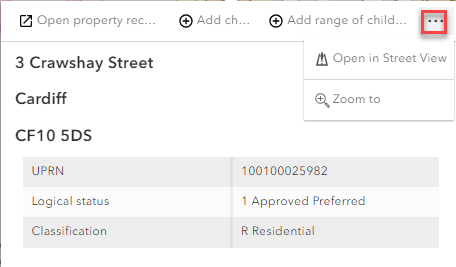 Open property rec... Add ch... Add range of child... ...
Open in Street View
3 Crawshay Street
Zoom to
Cardiff
CF10 5DS
UPRN 100100025982
Logical status 1 Approved Preferred
Classification R Residential